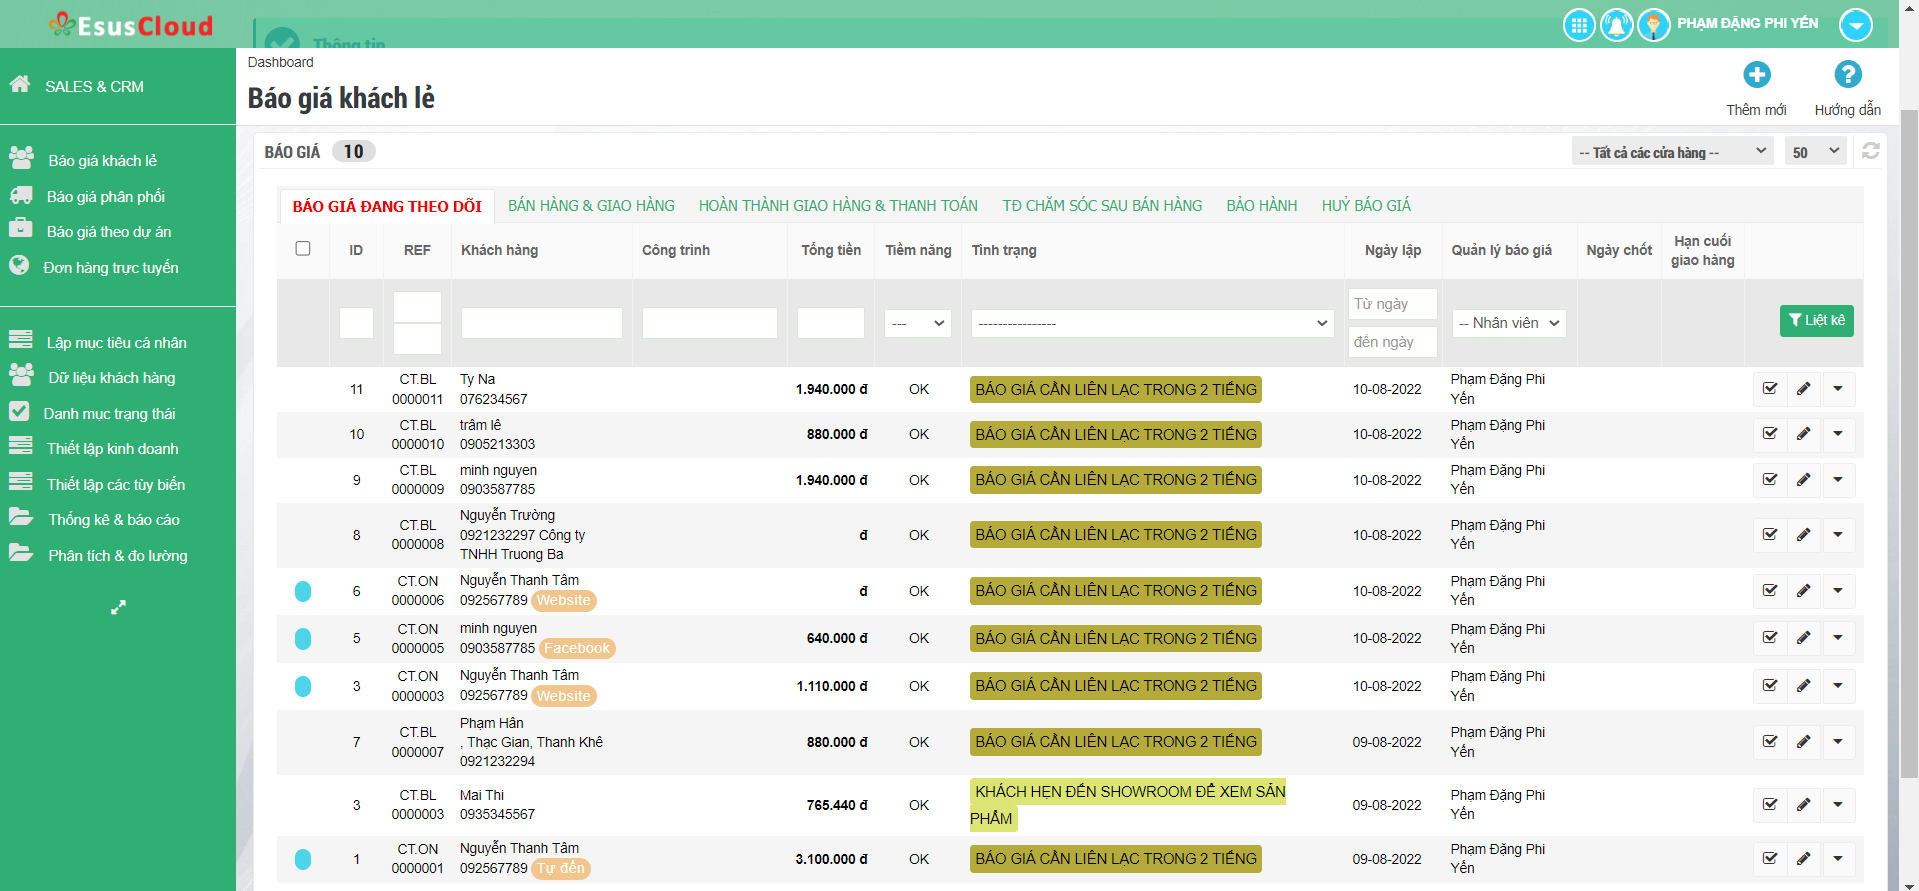 EsusCloud
Thông tin
PHẠM ĐẶNG PHI YẾN
SALES & CRM
Báo giá khách lẻ
Báo giá phân phối
Báo giá theo dự án
Đơn hàng trực tuyến
Lập mục tiêu cá nhân
Dữ liệu khách hàng
Danh mục trạng thái
Thiết lập kinh doanh
Thiết lập các tùy biến
Thống kê & báo cáo
Phân tích & đo lường
Dashboard
Báo giá khách lẻ
Thêm mới
Hướng dẫn
BÁO GIÁ 10
-- Tất cả các cửa hàng --
50
BÁO GIÁ ĐANG THEO DÕI BÁN HÀNG & GIAO HÀNG HOÀN THÀNH GIAO HÀNG & THANH TOÁN TĐ CHĂM SÓC SAU BÁN HÀNG BẢO HÀNH HUỶ BÁO GIÁ
ID REF Khách hàng Công trình Tổng tiền Tiềm năng Tình trạng Ngày lập Quản lý báo giá Ngày chốt Hạn cuối
giao hàng
Từ ngày
--- ---------------- -- Nhân viên Liệt kê
đến ngày
CT.BL Ty Na Phạm Đặng Phi
11 1.940.000 đ OK BÁO GIÁ CẦN LIÊN LẠC TRONG 2 TIẾNG 10-08-2022
0000011 076234567 Yến
CT.BL trâm lê Phạm Đặng Phi
10 880.000 đ OK BÁO GIÁ CẦN LIÊN LẠC TRONG 2 TIẾNG 10-08-2022
0000010 0905213303 Yến
CT.BL minh nguyen Phạm Đặng Phi
9 1.940.000 đ OK BÁO GIÁ CẦN LIÊN LẠC TRONG 2 TIẾNG 10-08-2022
0000009 0903587785 Yến
Nguyễn Trường
CT.BL Phạm Đặng Phi
8 0921232297 Công ty đ OK BÁO GIÁ CẦN LIÊN LẠC TRONG 2 TIẾNG 10-08-2022
0000008 Yến
TNHH Truong Ba
CT.ON Nguyễn Thanh Tâm Phạm Đặng Phi
6 đ OK BÁO GIÁ CẦN LIÊN LẠC TRONG 2 TIẾNG 10-08-2022
0000006 092567789 Website Yến
CT.ON minh nguyen Phạm Đặng Phi
5 640.000 đ OK BÁO GIÁ CẦN LIÊN LẠC TRONG 2 TIẾNG 10-08-2022
0000005 0903587785 Facebook Yến
CT.ON Nguyễn Thanh Tâm Phạm Đặng Phi
3 1.110.000 đ OK BÁO GIÁ CẦN LIÊN LẠC TRONG 2 TIẾNG 10-08-2022
0000003 092567789 Website Yến
Phạm Hân
CT.BL Phạm Đặng Phi
7 , Thạc Gian, Thanh Khê 880.000 đ OK BÁO GIÁ CẦN LIÊN LẠC TRONG 2 TIẾNG 09-08-2022
0000007 Yến
0921232294
KHÁCH HẸN ĐẾN SHOWROOM ĐỂ XEM SẢN
CT.BL Mai Thi Phạm Đặng Phi
3 765.440 đ OK 09-08-2022
0000003 0935345567 PHẨM Yến
CT.ON Nguyễn Thanh Tâm Phạm Đặng Phi
1 3.100.000 đ OK BÁO GIÁ CẦN LIÊN LẠC TRONG 2 TIẾNG 09-08-2022
0000001 092567789 Tự đến Yến